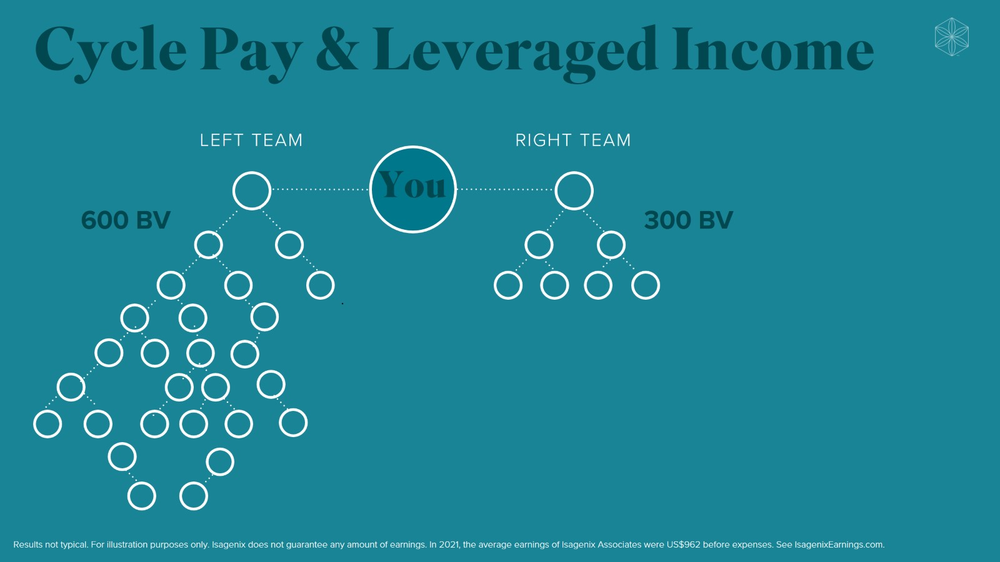 Cycle Pay & Leveraged Income
LEFT TEAM
RIGHT TEAM
You
600 BV
300 BV
Results not typical. For illustration purposes only. Isagenix does not guarantee any amount of earnings. In 2021, the average earnings of Isagenix Associates were US$962 before expenses. See IsagenixEarnings.com.